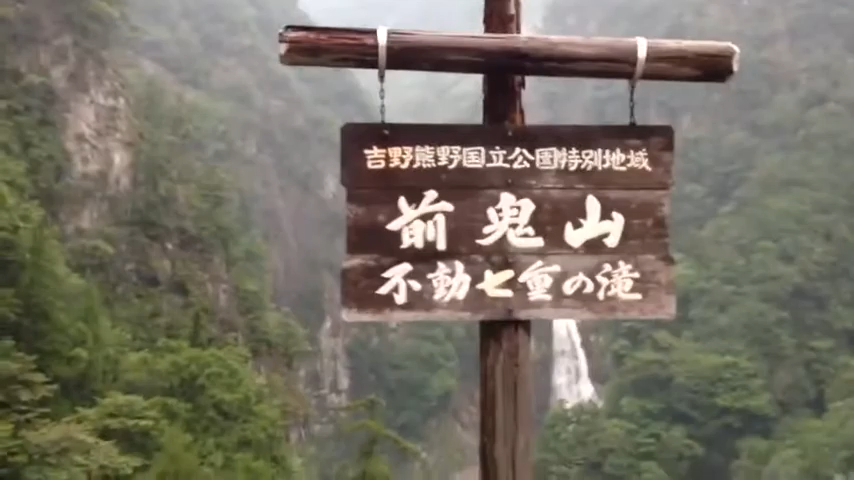 吉野熊野国立公園特別地域
前鬼山
不動七重の滝